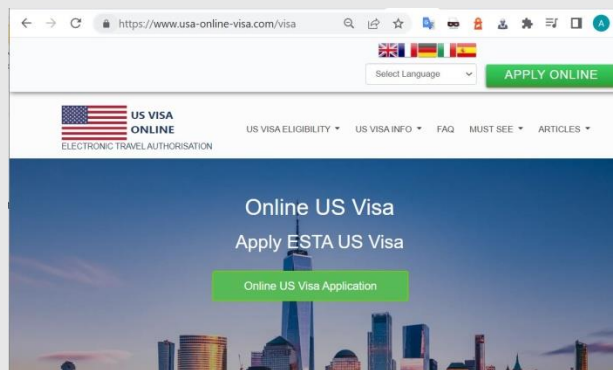 https://www.usa-online-visa.com/visa
A
Select Language
APPLY ONLINE
US VISA
ONLINE
ELECTRONIC TRAVEL AUTHORISATION
US VISA ELIGIBILITY
US VISA INFO
FAQ
MUST SEE
ARTICLES
Online US Visa
Apply ESTA US Visa
Online US Visa Application